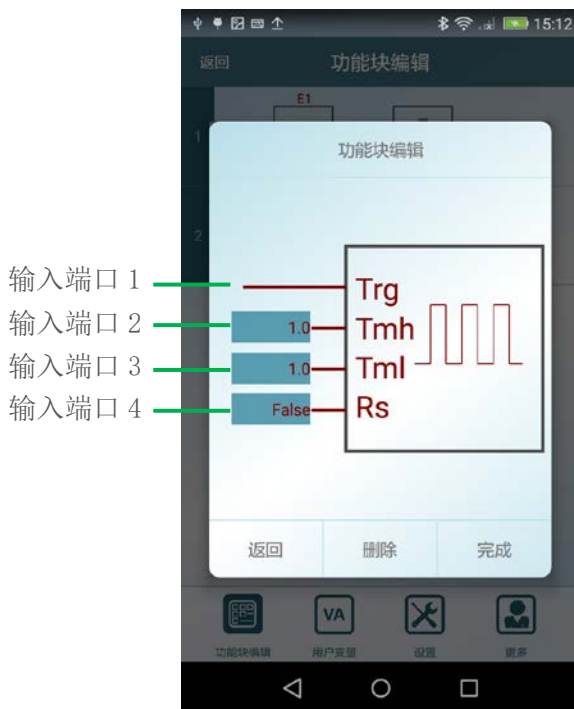 15:12
返回
功能块编辑
E1
1
功能块编辑
2
输入端口 1
Trg
输入端口 2
1.0
Tmh
输入端口 3
1.0
Tml
输入端口 4
False
Rs
返回
删除
完成
VA
功能块编辑
用户变量
设置
更多